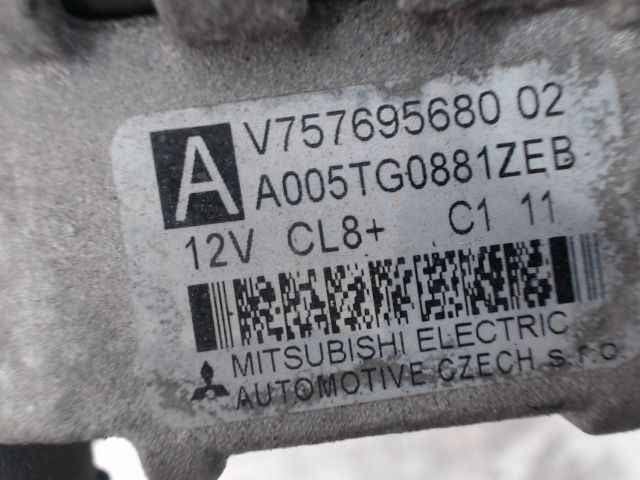 A
V757695680 02
A005TG0881ZEB
12V CL8+ C1 11
MITSUBISHI ELECTRIC
AUTOMOTIVE CZECH s.r.o